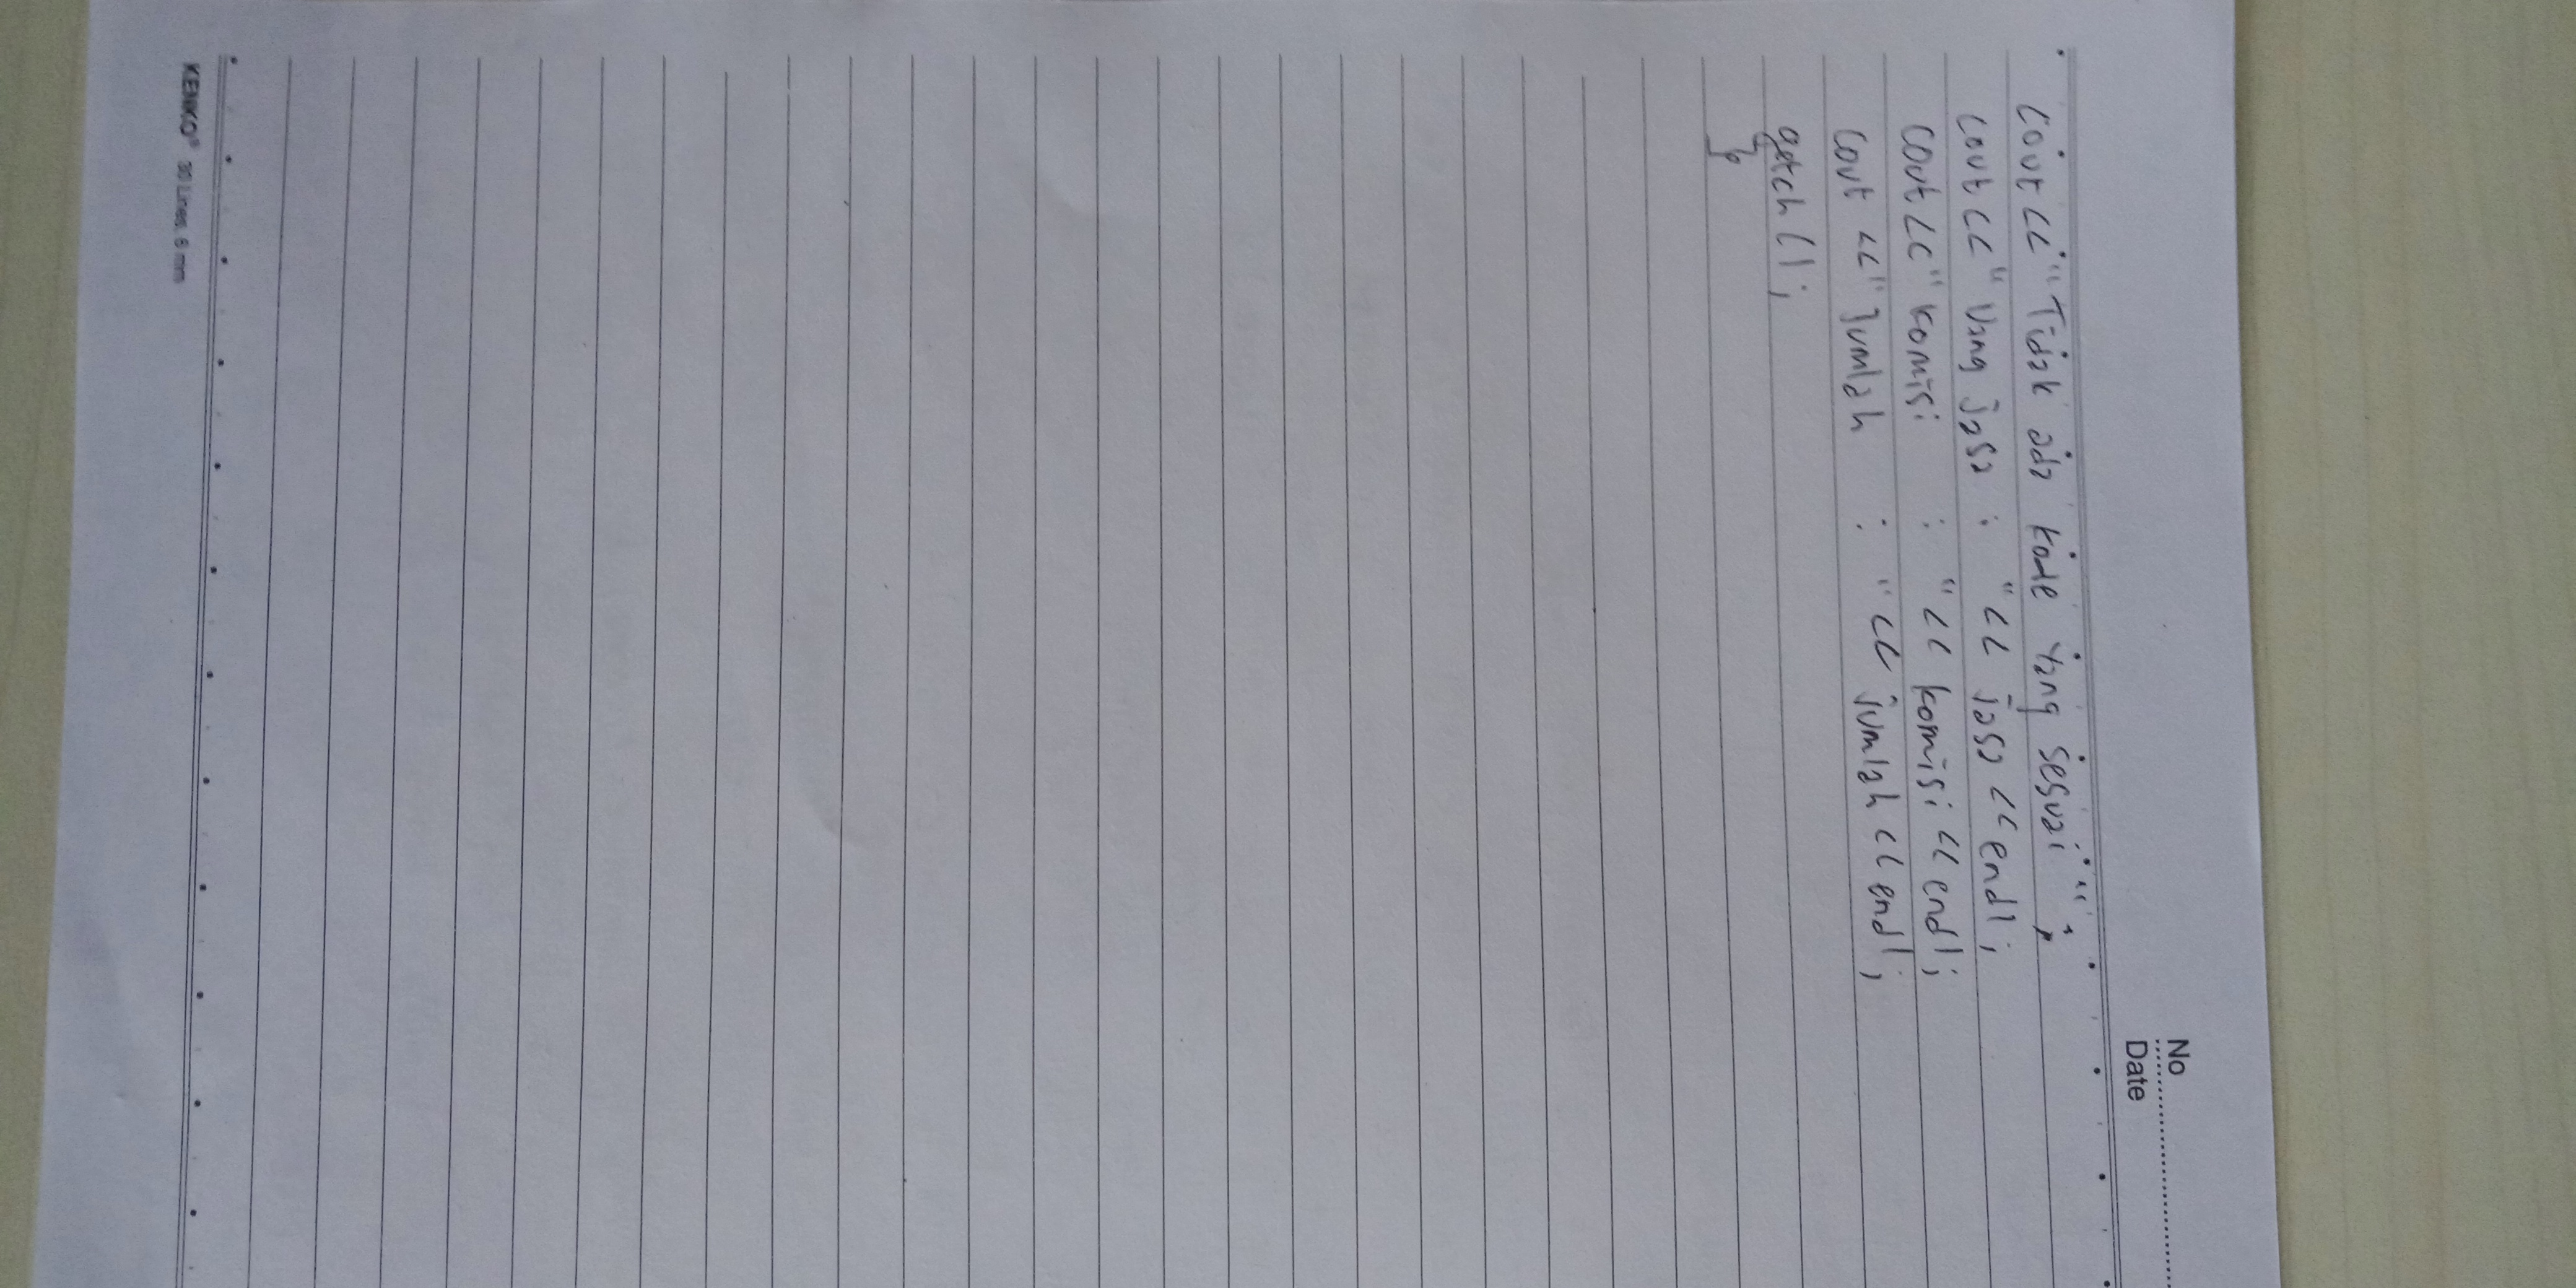 No
Date
cout << "Tidak ada kode yang sesuai";
cout << "Uang jasa : " << jasa << endl;
cout << "Komisi : " << komisi << endl;
cout << "Jumlah : " << jumlah << endl;
getch();
}
KENKO® 30 Lines, 6 mm